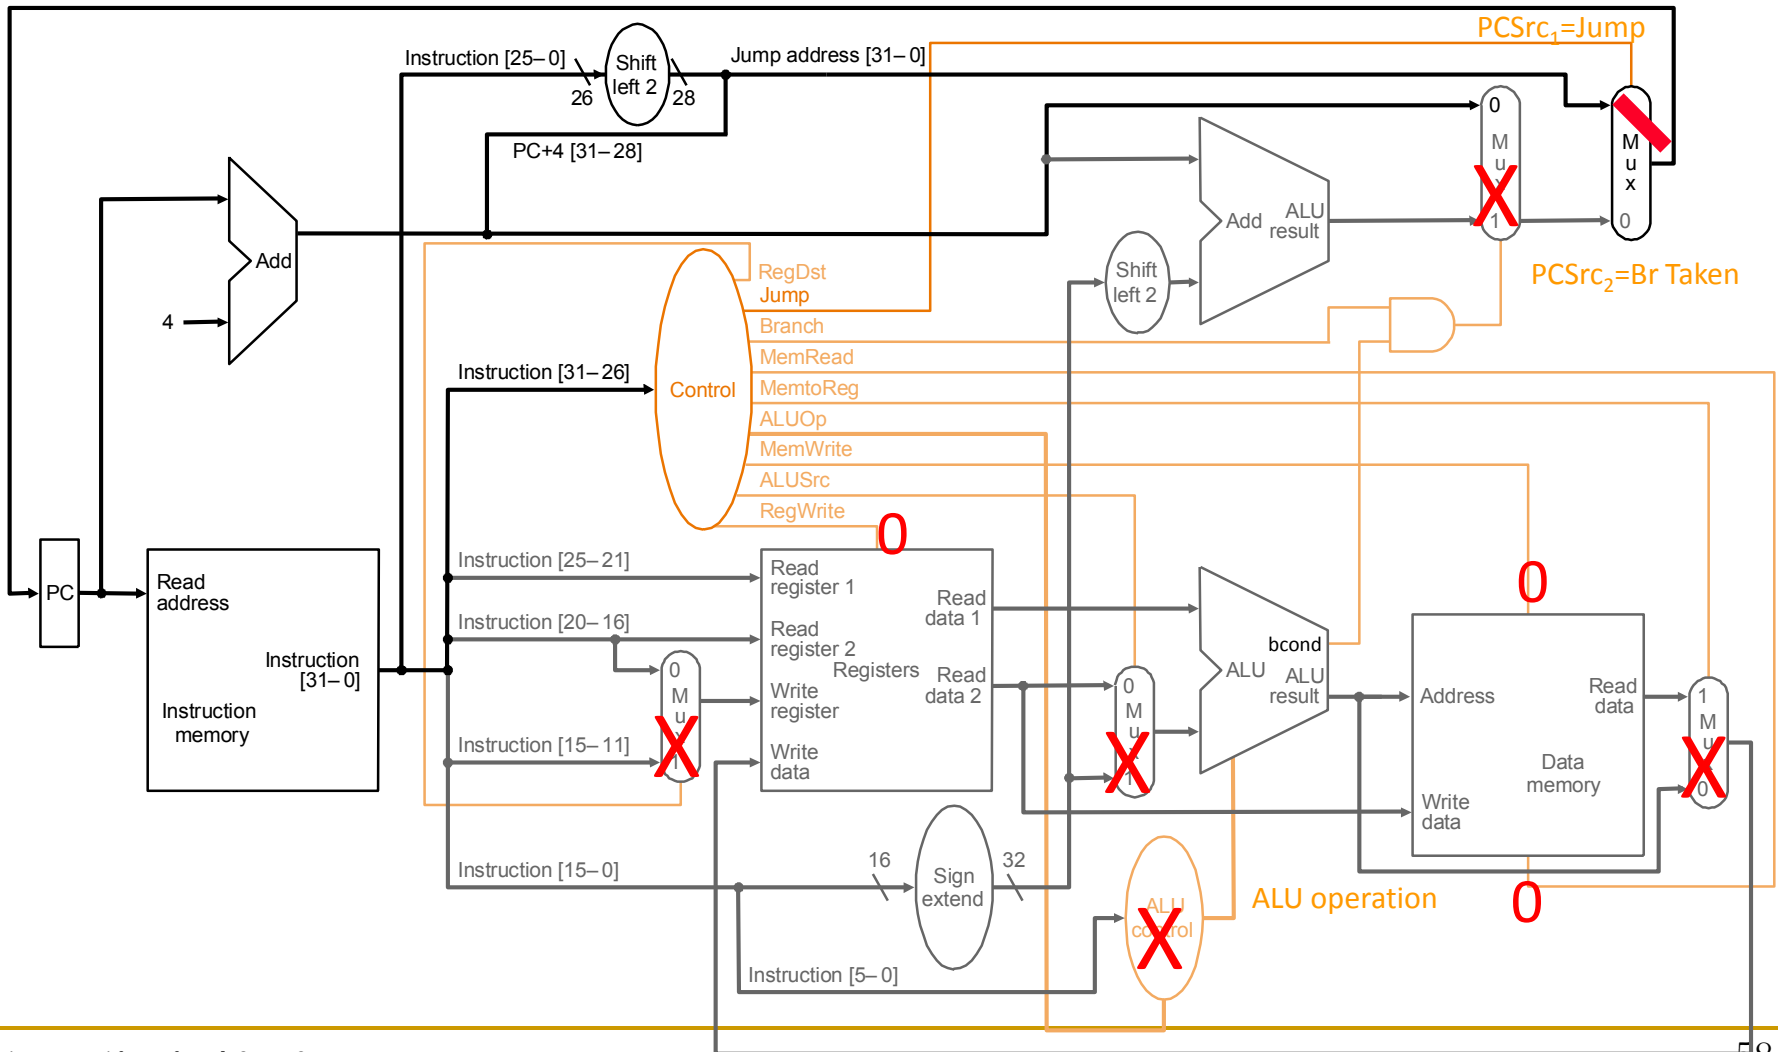 PCSrc1=Jump
Instruction [25–0]
Shift
left 2
Jump address [31–0]
26
28
PC+4 [31–28]
0
M
u
x
1
M
u
x
0
Add
ALU
result
Add
4
Shift
left 2
PCSrc2=Br Taken
RegDst
Jump
Branch
MemRead
MemtoReg
ALUOp
MemWrite
ALUSrc
RegWrite
Control
Instruction [31–26]
0
0
PC
Read
address
Instruction
[31–0]
Instruction
memory
Instruction [25–21]
Instruction [20–16]
Instruction [15–11]
0
M
u
X
1
Read
register 1
Read
register 2
Registers
Write
register
Write
data
Read
data 1
Read
data 2
0
M
u
X
1
bcond
ALU
ALU
result
Address
Read
data
Data
memory
Write
data
1
M
u
X
0
Instruction [15–0]
16
Sign
extend
32
Instruction [5–0]
ALU
control
X
ALU operation
0